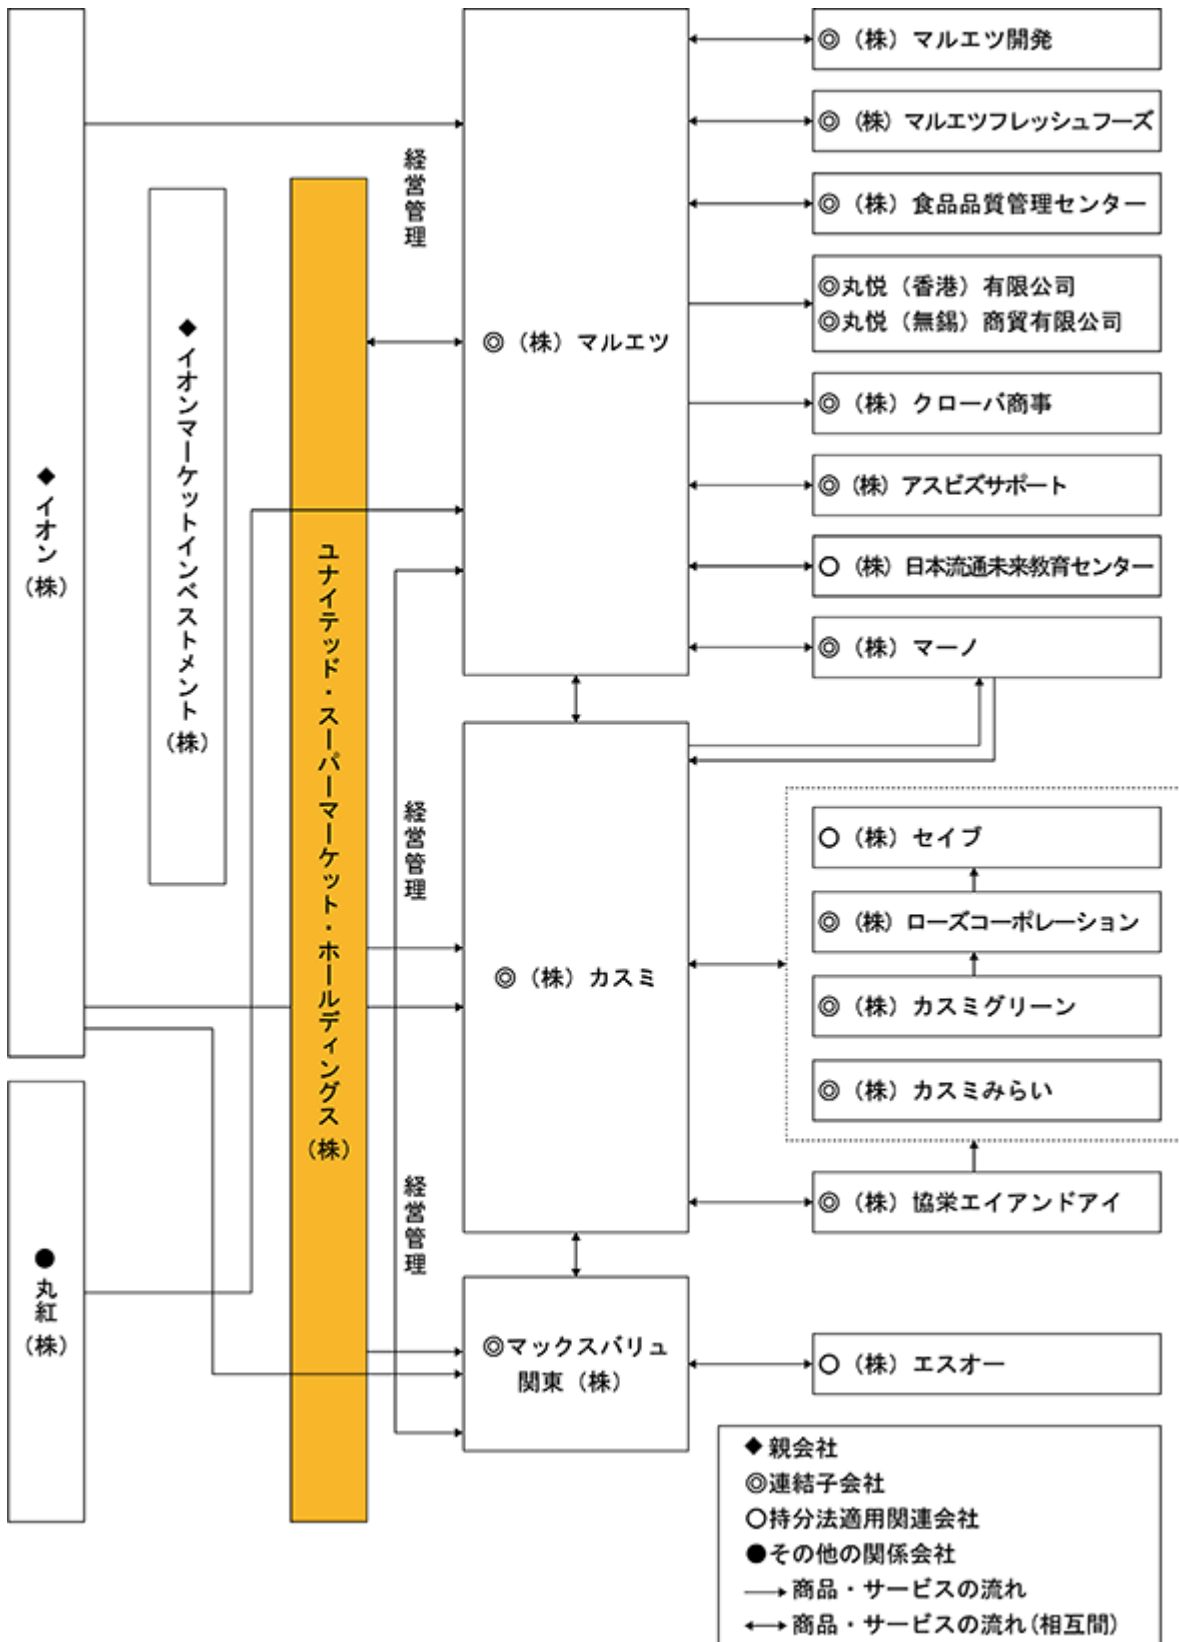 ◆イオン(株)
●丸紅(株)
◆イオンマーケットインベストメント(株)
ユナイテッド・スーパーマーケット・ホールディングス(株)
経営管理
経営管理
経営管理
◎(株)マルエツ
◎(株)カスミ
◎マックスバリュ
関東(株)
◎(株)マルエツ開発
◎(株)マルエツフレッシュフーズ
◎(株)食品品質管理センター
◎丸悦(香港)有限公司
◎丸悦(無錫)商貿有限公司
◎(株)クローバ商事
◎(株)アスビズサポート
○(株)日本流通未来教育センター
◎(株)マーノ
○(株)セイブ
◎(株)ローズコーポレーション
◎(株)カスミグリーン
◎(株)カスミみらい
◎(株)協栄エイアンドアイ
○(株)エスオー
◆親会社
◎連結子会社
○持分法適用関連会社
●その他の関係会社
→商品・サービスの流れ
↔商品・サービスの流れ(相互間)